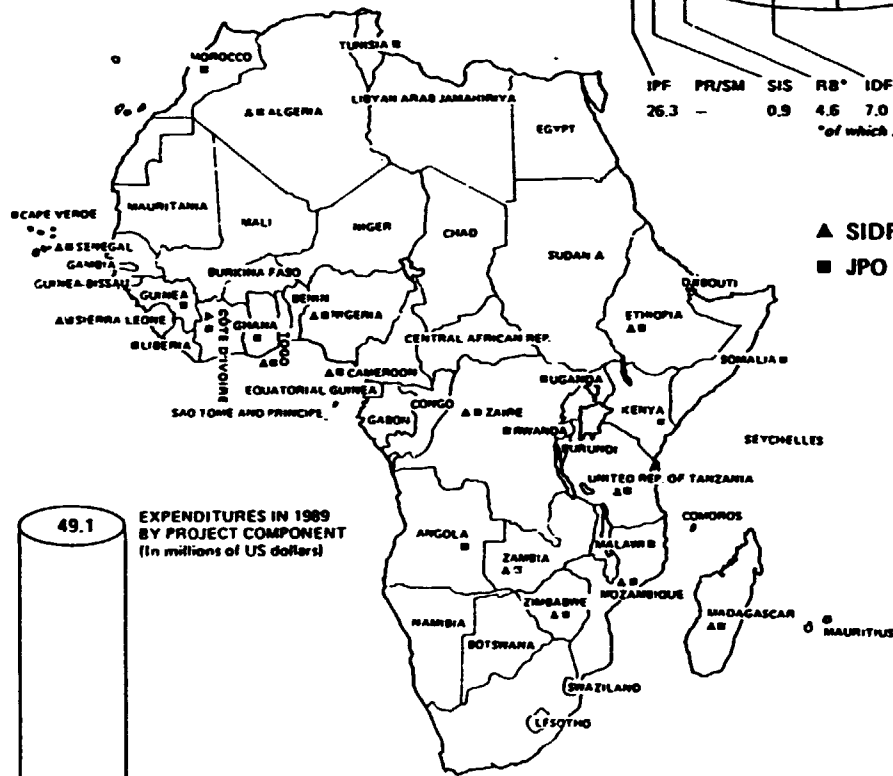 IPF PR/SM SIS RB* IDF
26.3 – 0.9 4.6 7.0
*of which
▲ SIDF
■ JPO
TUNISIA ■
MOROCCO
■
▲■ ALGERIA
LIBYAN ARAB JAMAHIRIYA
EGYPT
MAURITANIA
MALI
NIGER
CHAD
SUDAN ▲
■ CAPE VERDE
▲■ SENEGAL
GAMBIA
GUINEA-BISSAU
GUINEA
■
BURKINA FASO
BENIN
▲■ NIGERIA
DJIBOUTI
ETHIOPIA
▲■
▲■ SIERRA LEONE
■ LIBERIA
COTE D'IVOIRE
▲
■
GHANA
■
TOGO
▲■
CENTRAL AFRICAN REP.
SOMALIA ■
▲■ CAMEROON
EQUATORIAL GUINEA
SAO TOME AND PRINCIPE
GABON
CONGO
▲■ ZAIRE
■ UGANDA
■ RWANDA
BURUNDI
KENYA
■
SEYCHELLES
UNITED REP. OF TANZANIA
▲■
COMOROS
49.1
EXPENDITURES IN 1989
BY PROJECT COMPONENT
(In millions of US dollars)
ANGOLA
■
ZAMBIA
▲■
MALAWI ■
▲■
MOZAMBIQUE
ZIMBABWE
▲■
MADAGASCAR
▲■
■
MAURITIUS
NAMIBIA
BOTSWANA
SWAZILAND
LESOTHO